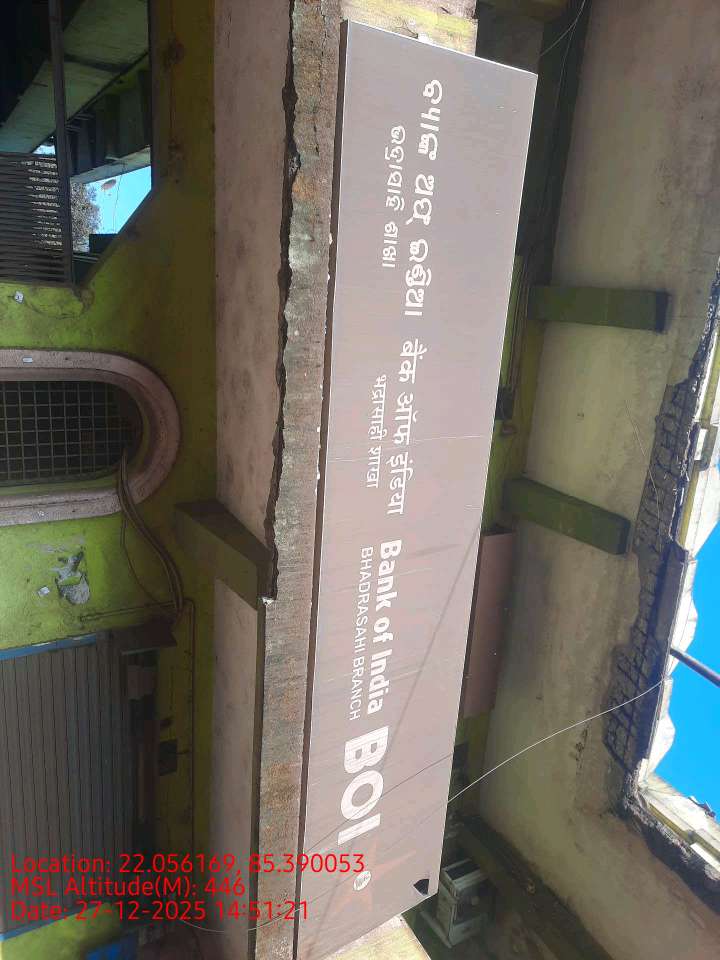 ବ୍ୟାଙ୍କ ଅଫ୍ ଇଣ୍ଡିଆ
ଭଦ୍ରାସାହି ଶାଖା
बैंक ऑफ इंडिया
भद्रासाही शाखा
Bank of India
BHADRASAHI BRANCH
BOI
Location: 22.056169, 85.390053
MSL Altitude(M): 446
Date: 27-12-2025 14:51:21